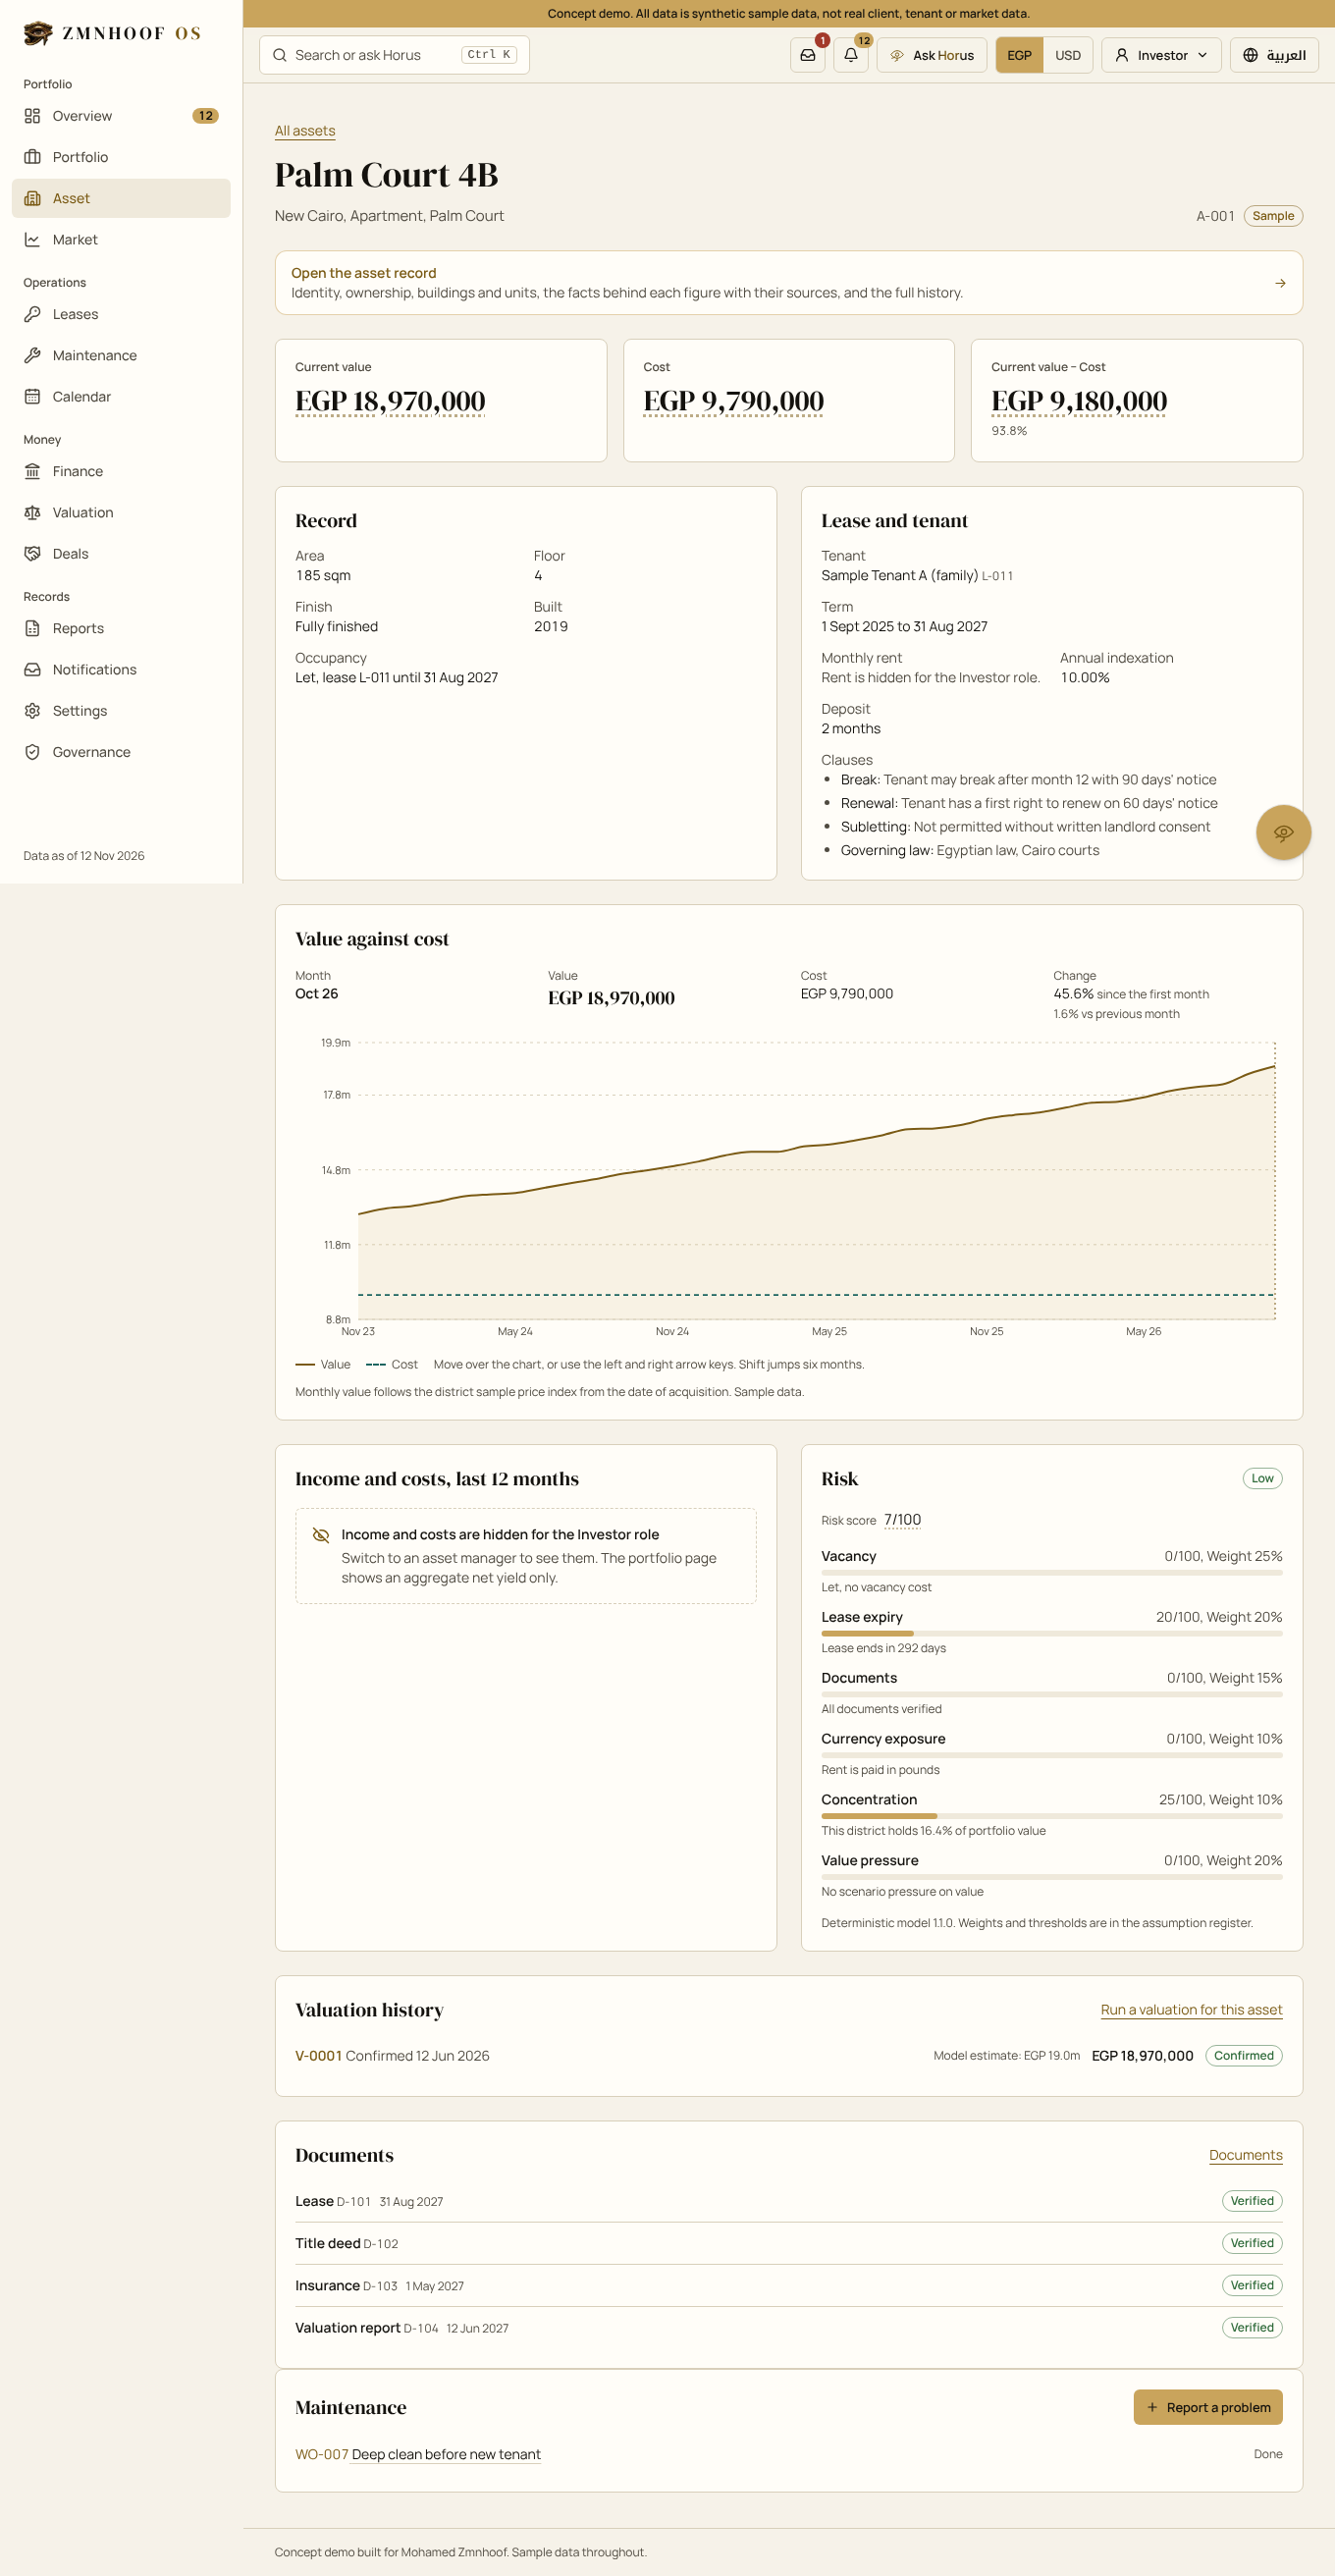 Concept demo. All data is synthetic sample data, not real client, tenant or market data.
ZMNHOOF OS
Search or ask Horus
Ctrl K
1
12
Ask Horus
EGP
USD
Investor
العربية
Portfolio
Overview
12
Portfolio
Asset
Market
Operations
Leases
Maintenance
Calendar
Money
Finance
Valuation
Deals
Records
Reports
Notifications
Settings
Governance
Data as of 12 Nov 2026
All assets
Palm Court 4B
New Cairo, Apartment, Palm Court
A-001
Sample
Open the asset record
Identity, ownership, buildings and units, the facts behind each figure with their sources, and the full history.
Current value
EGP 18,970,000
Cost
EGP 9,790,000
Current value − Cost
EGP 9,180,000
93.8%
Record
Area
185 sqm
Floor
4
Finish
Fully finished
Built
2019
Occupancy
Let, lease L-011 until 31 Aug 2027
Lease and tenant
Tenant
Sample Tenant A (family) L-011
Term
1 Sept 2025 to 31 Aug 2027
Monthly rent
Rent is hidden for the Investor role.
Annual indexation
10.00%
Deposit
2 months
Clauses
Break: Tenant may break after month 12 with 90 days' notice
Renewal: Tenant has a first right to renew on 60 days' notice
Subletting: Not permitted without written landlord consent
Governing law: Egyptian law, Cairo courts
Value against cost
Month
Oct 26
Value
EGP 18,970,000
Cost
EGP 9,790,000
Change
45.6% since the first month
1.6% vs previous month
19.9m
17.8m
14.8m
11.8m
8.8m
Nov 23
May 24
Nov 24
May 25
Nov 25
May 26
Value
Cost
Move over the chart, or use the left and right arrow keys. Shift jumps six months.
Monthly value follows the district sample price index from the date of acquisition. Sample data.
Income and costs, last 12 months
Income and costs are hidden for the Investor role
Switch to an asset manager to see them. The portfolio page
shows an aggregate net yield only.
Risk
Low
Risk score 7/100
Vacancy
0/100, Weight 25%
Let, no vacancy cost
Lease expiry
20/100, Weight 20%
Lease ends in 292 days
Documents
0/100, Weight 15%
All documents verified
Currency exposure
0/100, Weight 10%
Rent is paid in pounds
Concentration
25/100, Weight 10%
This district holds 16.4% of portfolio value
Value pressure
0/100, Weight 20%
No scenario pressure on value
Deterministic model 1.1.0. Weights and thresholds are in the assumption register.
Valuation history
Run a valuation for this asset
V-0001 Confirmed 12 Jun 2026
Model estimate: EGP 19.0m
EGP 18,970,000
Confirmed
Documents
Documents
Lease D-101 31 Aug 2027
Verified
Title deed D-102
Verified
Insurance D-103 1 May 2027
Verified
Valuation report D-104 12 Jun 2027
Verified
Maintenance
+ Report a problem
WO-007 Deep clean before new tenant
Done
Concept demo built for Mohamed Zmnhoof. Sample data throughout.